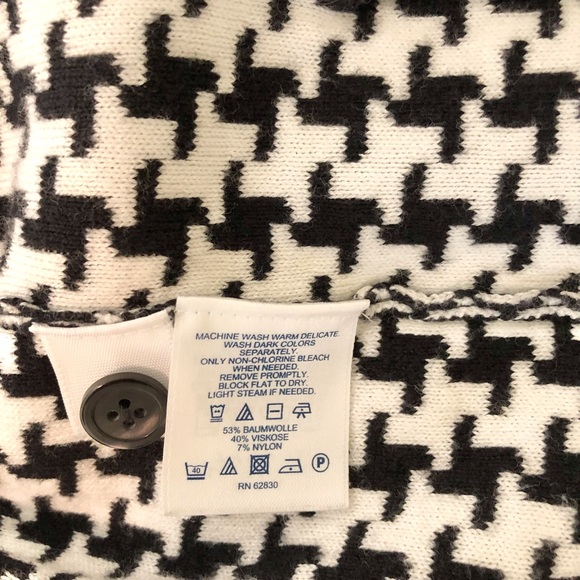 MACHINE WASH WARM DELICATE.
WASH DARK COLORS
SEPARATELY.
ONLY NON-CHLORINE BLEACH
WHEN NEEDED.
REMOVE PROMPTLY.
BLOCK FLAT TO DRY.
LIGHT STEAM IF NEEDED.
53% BAUMWOLLE
40% VISKOSE
7% NYLON
40 P
RN 62830